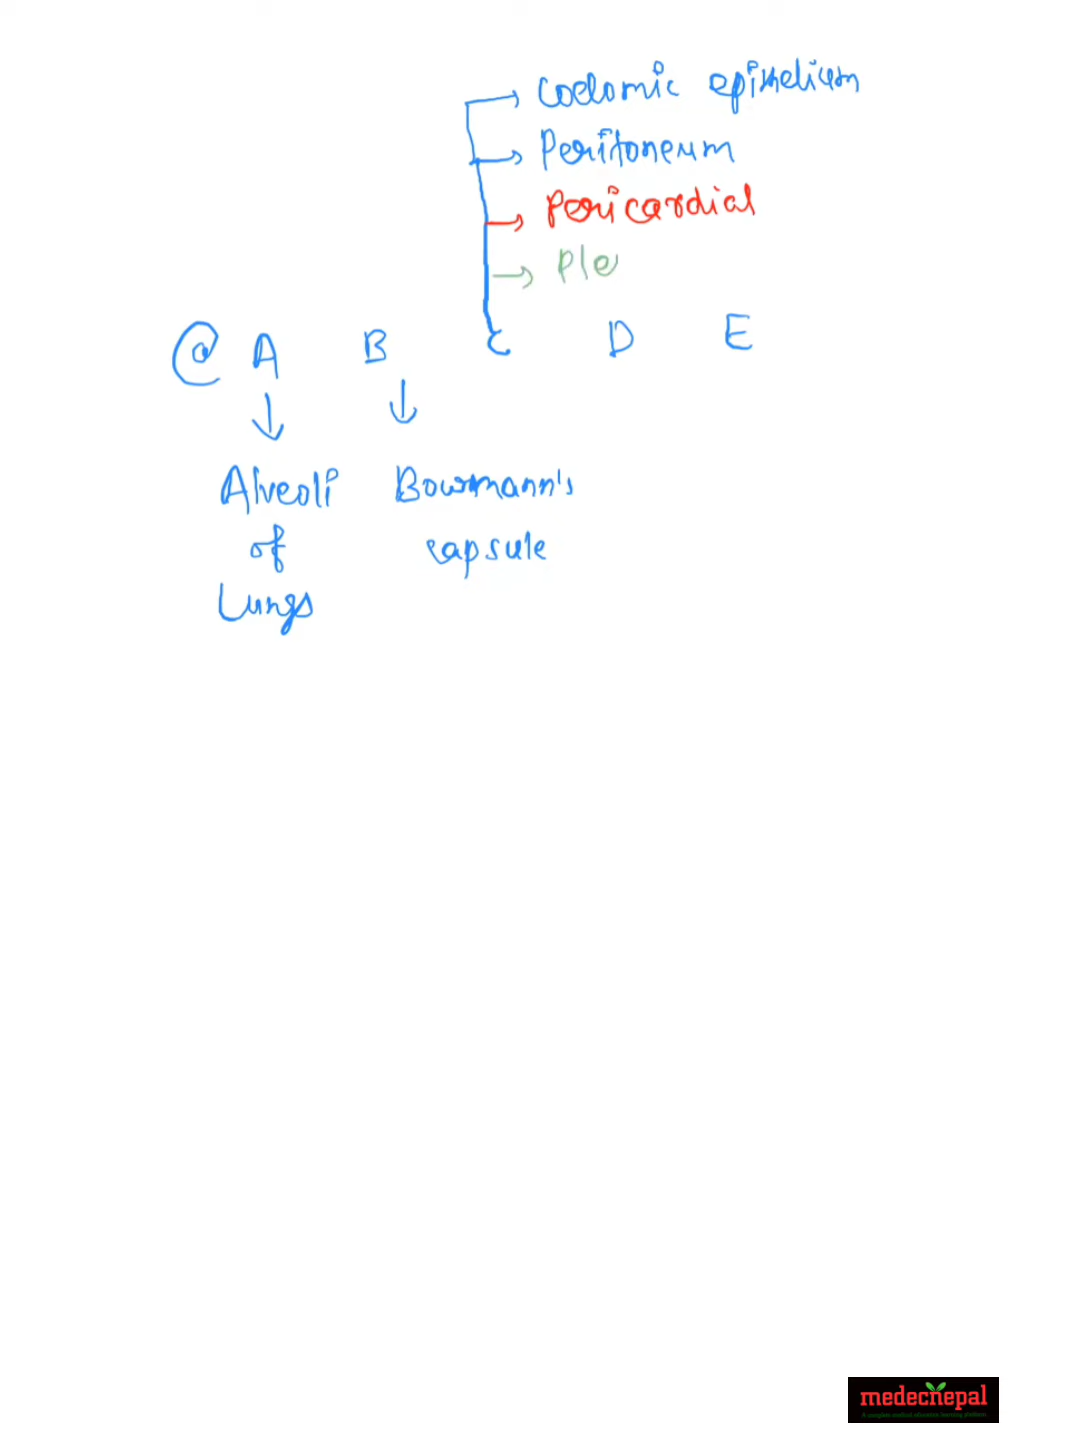 Coelomic epithelium
Peritoneum
Pericardial
Ple
@ A B C D E
Alveoli Bowmann's
of capsule
Lungs
medecnepal